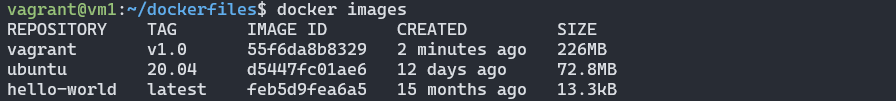 vagrant@vm1:~/dockerfiles$ docker images
REPOSITORY    TAG       IMAGE ID       CREATED         SIZE
vagrant       v1.0      55f6da8b8329   2 minutes ago   226MB
ubuntu        20.04     d5447fc01ae6   12 days ago     72.8MB
hello-world   latest    feb5d9fea6a5   15 months ago   13.3kB